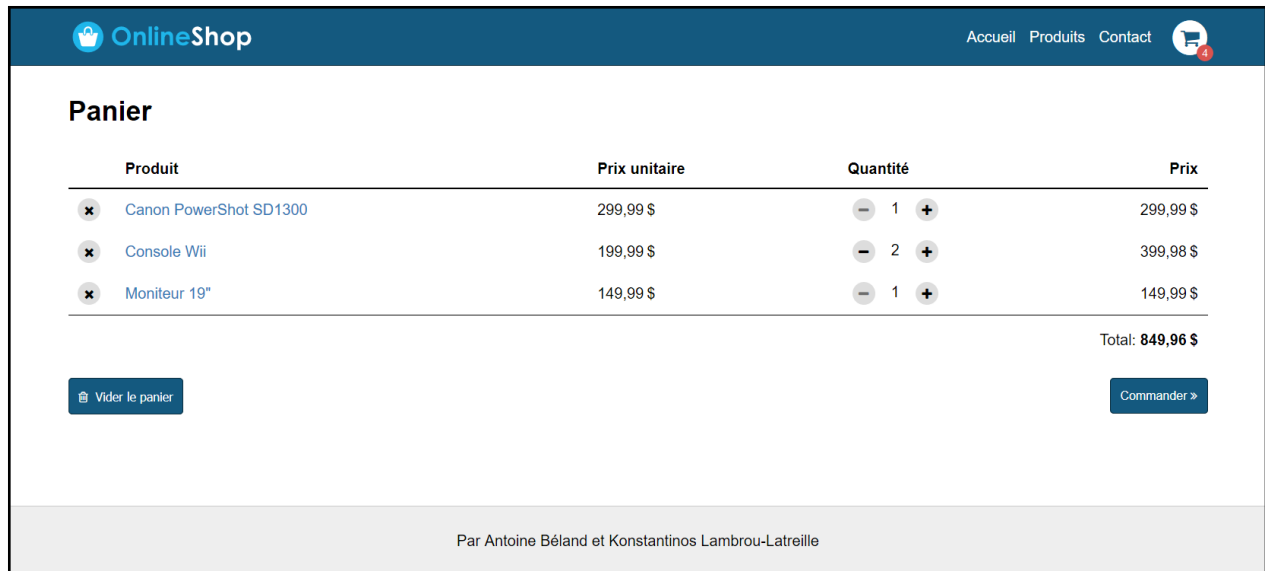 OnlineShop Accueil Produits Contact
4
Panier
Produit Prix unitaire Quantité Prix
Canon PowerShot SD1300 299,99 $ 1 299,99 $
Console Wii 199,99 $ 2 399,98 $
Moniteur 19" 149,99 $ 1 149,99 $
Total: 849,96 $
Vider le panier Commander »
Par Antoine Béland et Konstantinos Lambrou-Latreille